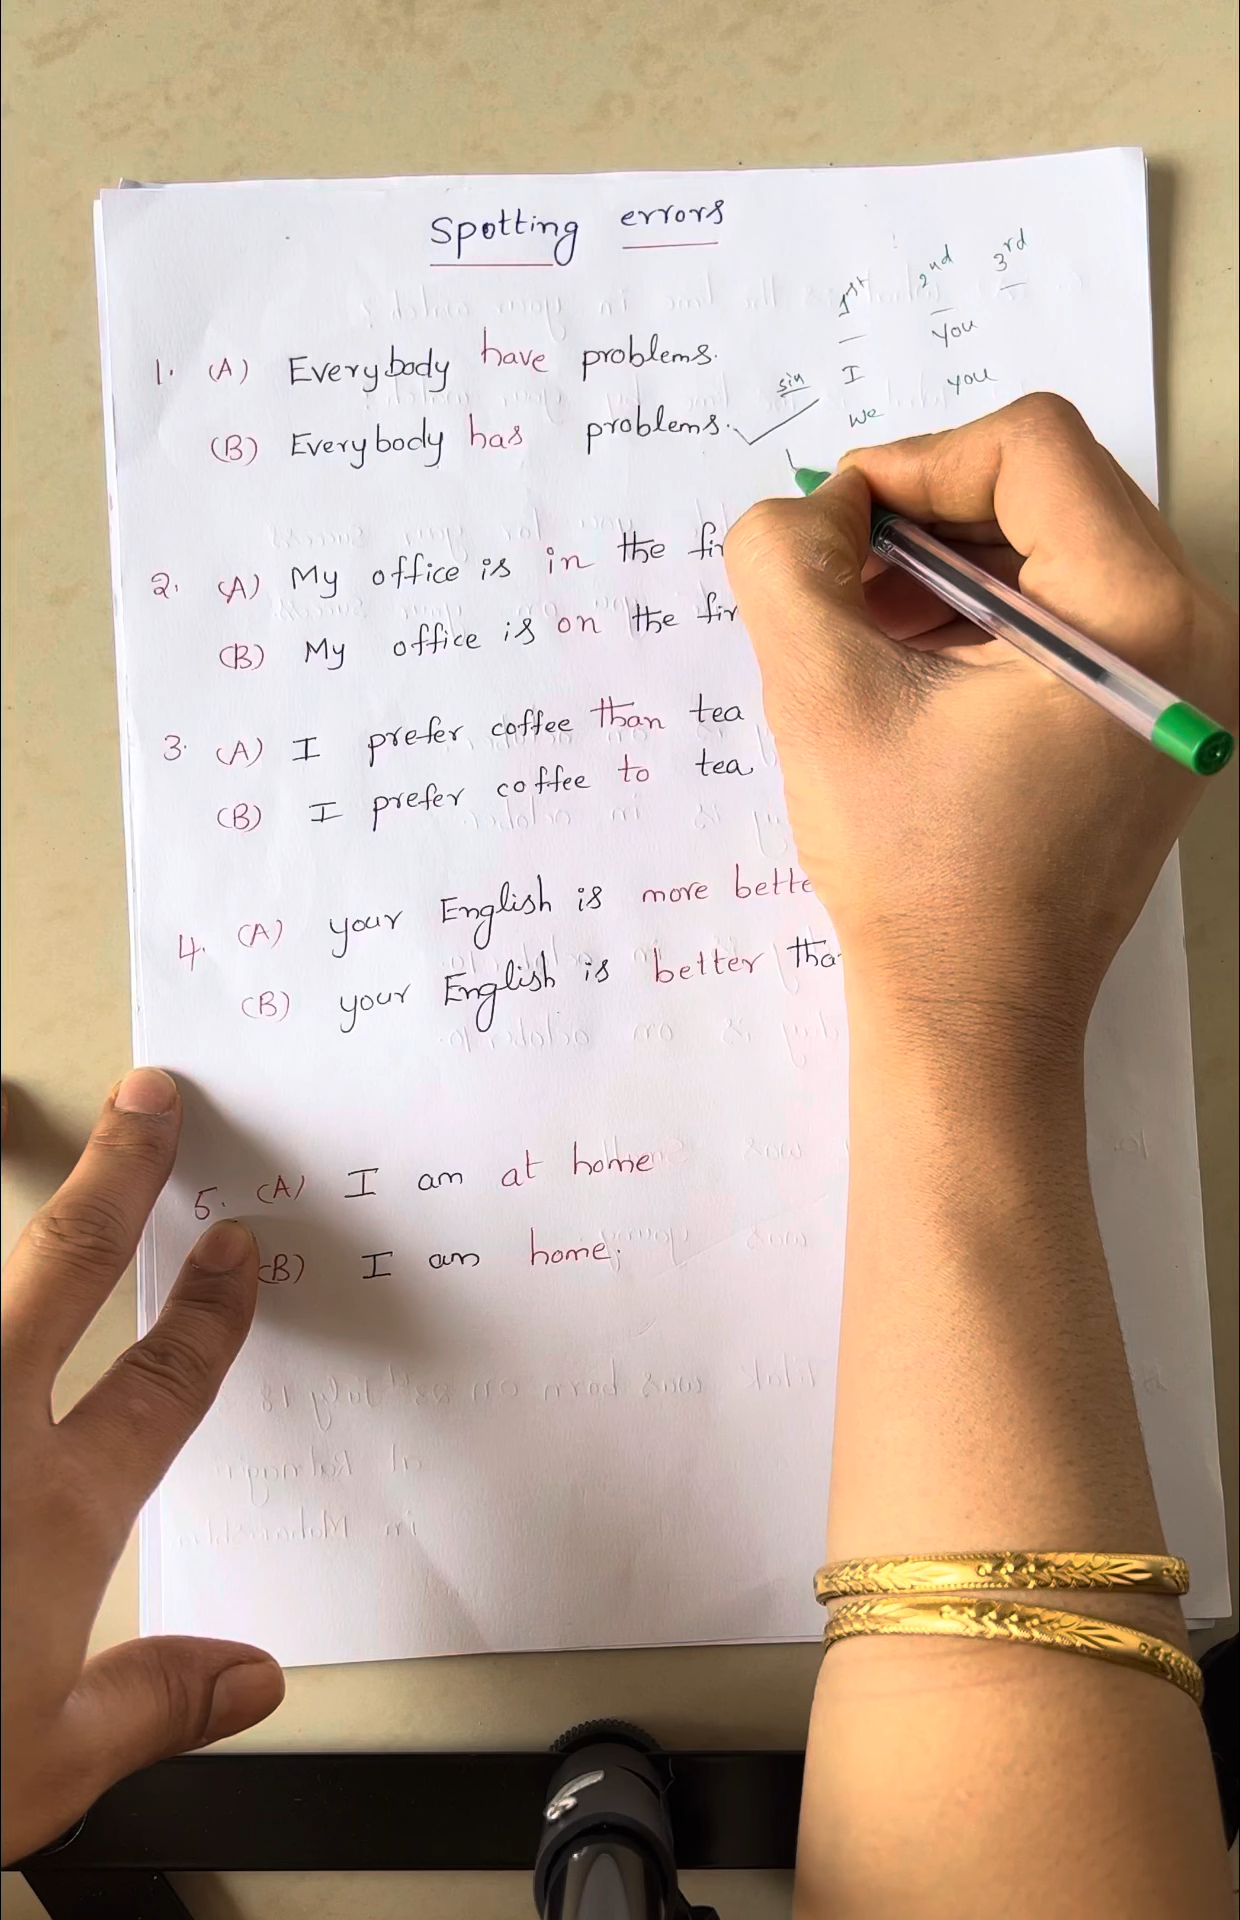 Spotting errors
1st 2nd 3rd
1. (A) Everybody have problems.
(B) Everybody has problems.
sin I You
we you
2. (A) My office is in the
(B) My office is on the
3. (A) I prefer coffee than tea
(B) I prefer coffee to tea
4. (A) your English is more
(B) your English is better
5. (A) I am at home
(B) I am home.